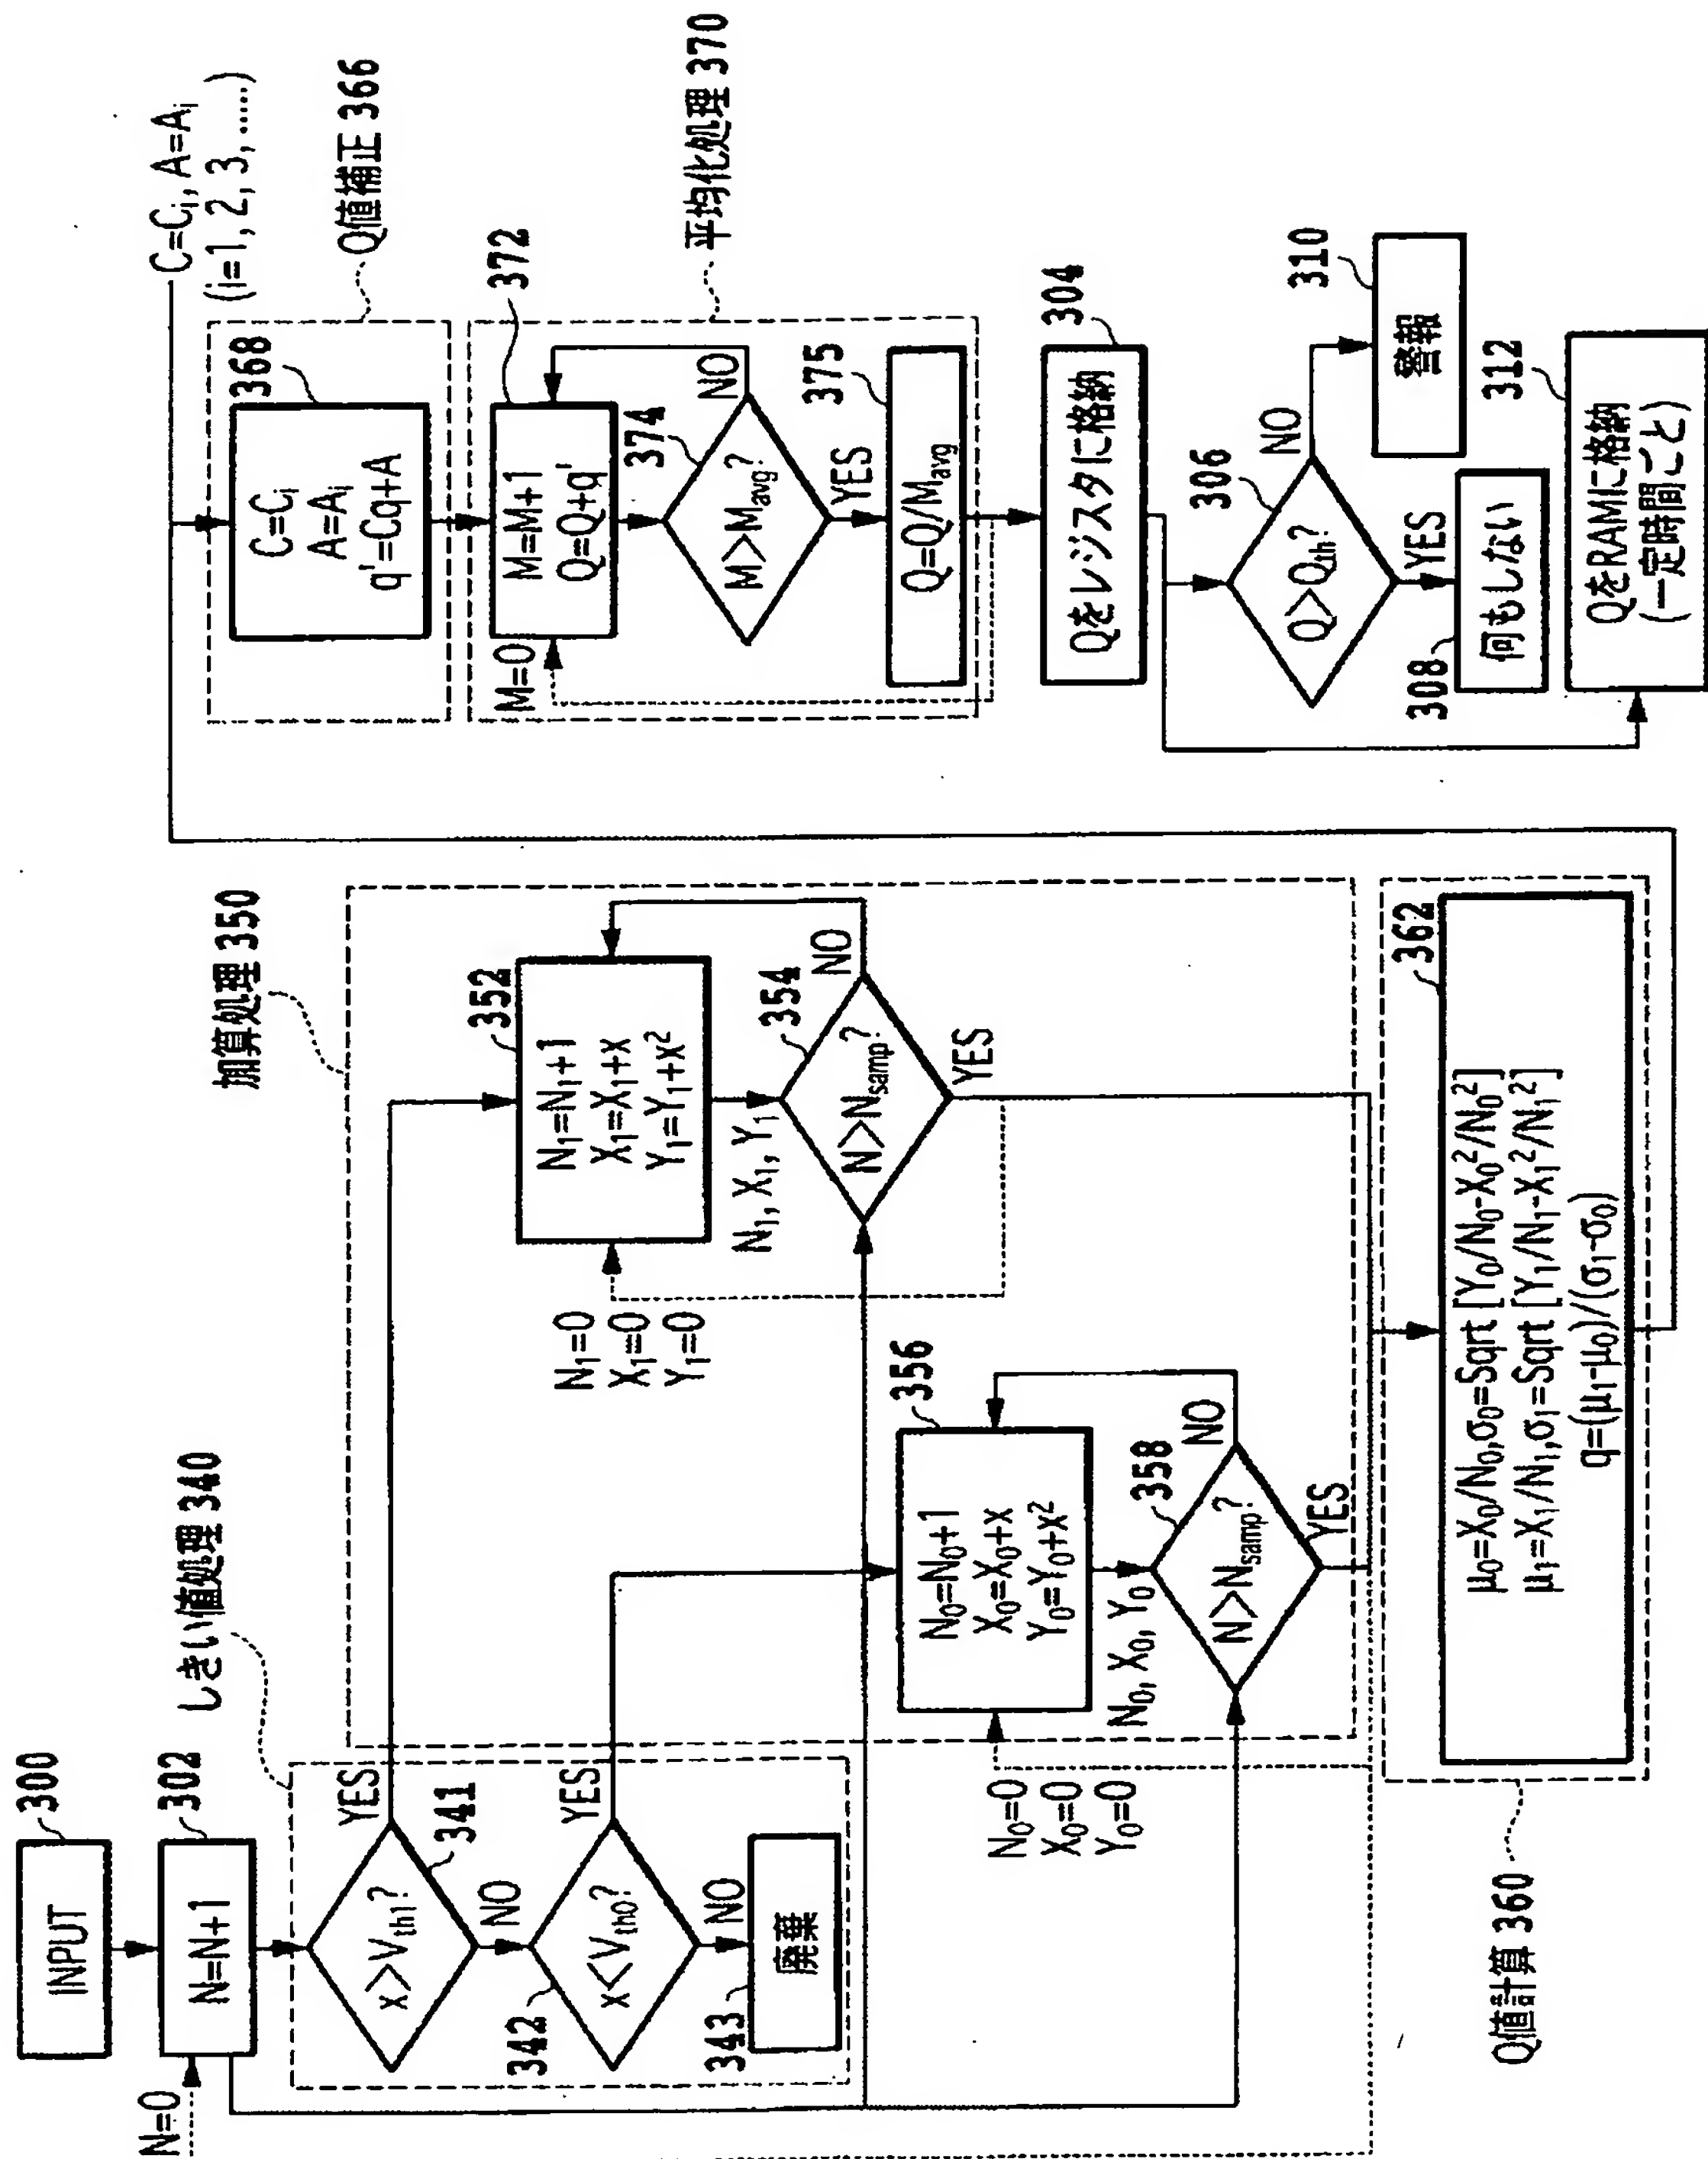 300
INPUT
302
N=0
N=N+1
しきい値処理 340
x>Vth1?
YES
341
NO
342
x<Vth0?
YES
NO
343
廃棄
加算処理 350
352
N₁=N₁+1
X₁=X₁+x
Y₁=Y₁+x²
N₁=0
X₁=0
Y₁=0
N₁, X₁, Y₁
354
N>Nsamp?
NO
YES
356
N₀=N₀+1
X₀=X₀+x
Y₀=Y₀+x²
N₀=0
X₀=0
Y₀=0
N₀, X₀, Y₀
358
N>Nsamp?
NO
YES
Q値計算 360
362
μ₀=X₀/N₀,σ₀=Sqrt [Y₀/N₀-X₀²/N₀²]
μ₁=X₁/N₁,σ₁=Sqrt [Y₁/N₁-X₁²/N₁²]
q=(μ₁-μ₀)/(σ₁-σ₀)
C=Cᵢ, A=Aᵢ
(i=1, 2, 3, .....)
Q値補正 366
368
C=Cᵢ
A=Aᵢ
q'=Cq+A
平均化処理 370
372
M=0
M=M+1
Q=Q+q'
374
M>Mavg?
NO
YES
375
Q=Q/Mavg
304
Qをレジスタに格納
306
Q>Qth?
NO
310
警報
YES
308
何もしない
312
QをRAMに格納
(一定時間ごと)